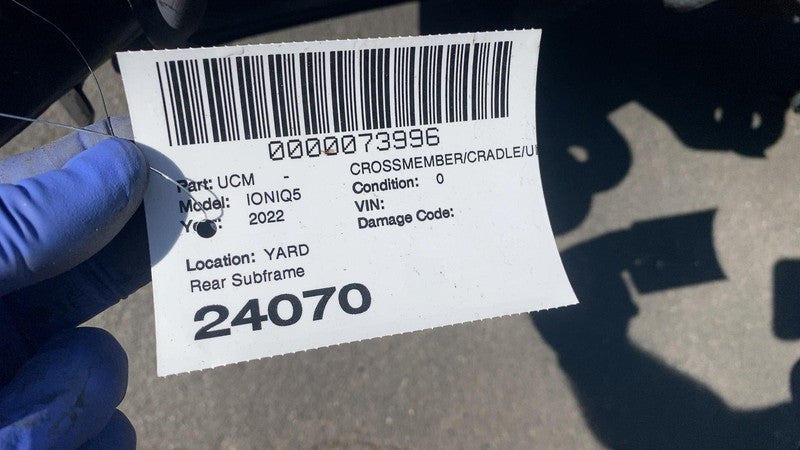 0000073996
Part: UCM - CROSSMEMBER/CRADLE/
Model: IONIQ5 Condition: 0
2022 VIN:
Damage Code:
Location: YARD
Rear Subframe
24070